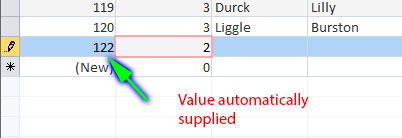 119 3 Durck Lilly
120 3 Liggle Burston
122 2
(New) 0
Value automatically
supplied